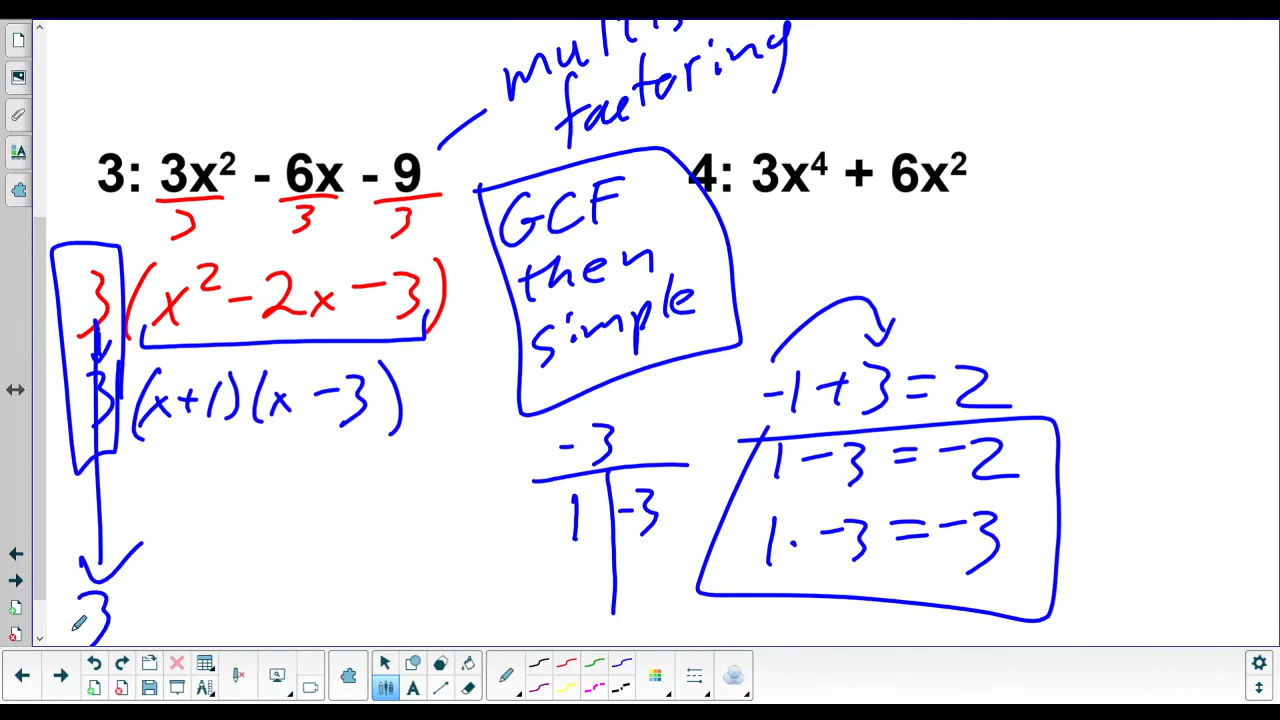 factoring
3: 3x² - 6x - 9
3 3 3
4: 3x⁴ + 6x²
GCF
then
simple
3(x² - 2x - 3)
3(x+1)(x - 3)
3
-3
1 -3
-1 + 3 = 2
1 - 3 = -2
1 · -3 = -3
A